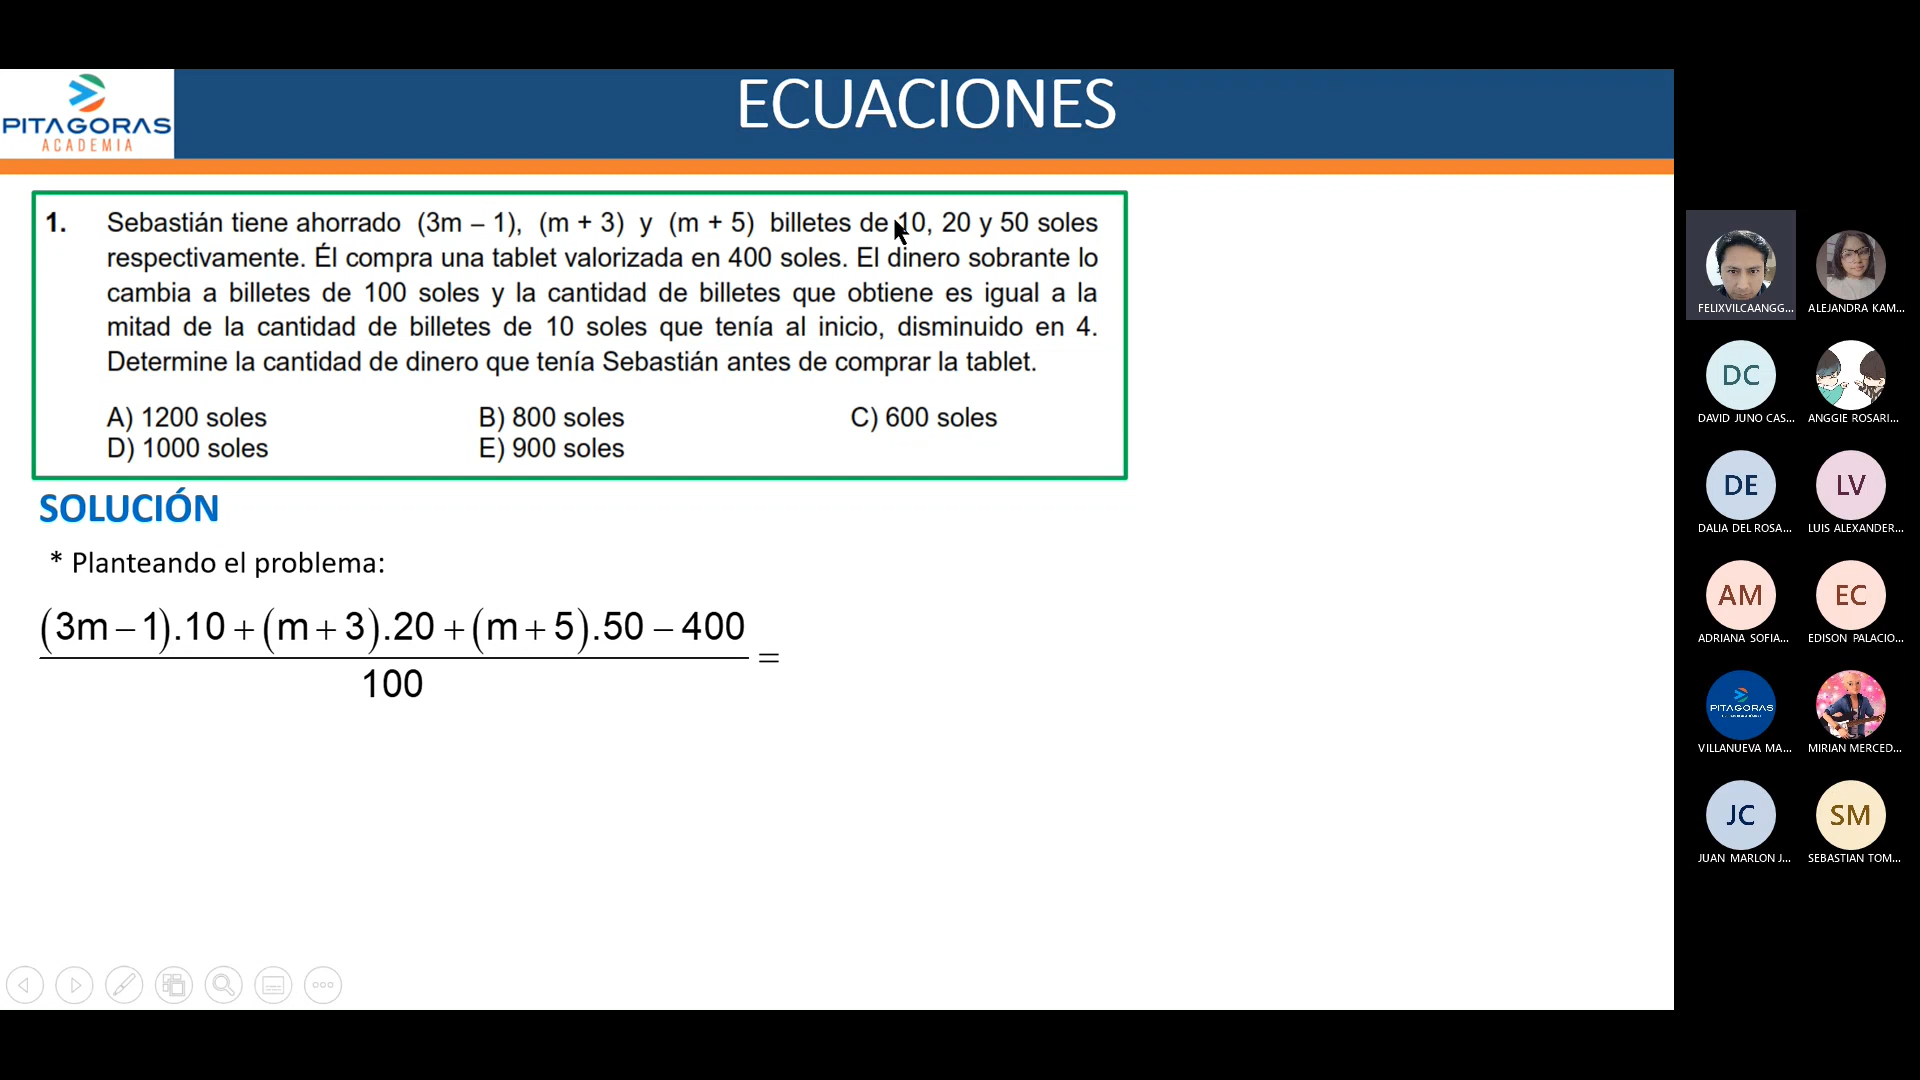 PITAGORAS
ACADEMIA
ECUACIONES
1. Sebastián tiene ahorrado (3m – 1), (m + 3) y (m + 5) billetes de 10, 20 y 50 soles
respectivamente. Él compra una tablet valorizada en 400 soles. El dinero sobrante lo
cambia a billetes de 100 soles y la cantidad de billetes que obtiene es igual a la
mitad de la cantidad de billetes de 10 soles que tenía al inicio, disminuido en 4.
Determine la cantidad de dinero que tenía Sebastián antes de comprar la tablet.
A) 1200 soles B) 800 soles C) 600 soles
D) 1000 soles E) 900 soles
SOLUCIÓN
* Planteando el problema:
(3m – 1).10 + (m + 3).20 + (m + 5).50 – 400
100
=
FELIXVILCAANGG... ALEJANDRA KAM...
DC
DAVID JUNO CAS... ANGGIE ROSARI...
DE LV
DALIA DEL ROSA... LUIS ALEXANDER...
AM EC
ADRIANA SOFIA... EDISON PALACIO...
PITAGORAS
VILLANUEVA MA... MIRIAN MERCED...
JC SM
JUAN MARLON J... SEBASTIAN TOM...